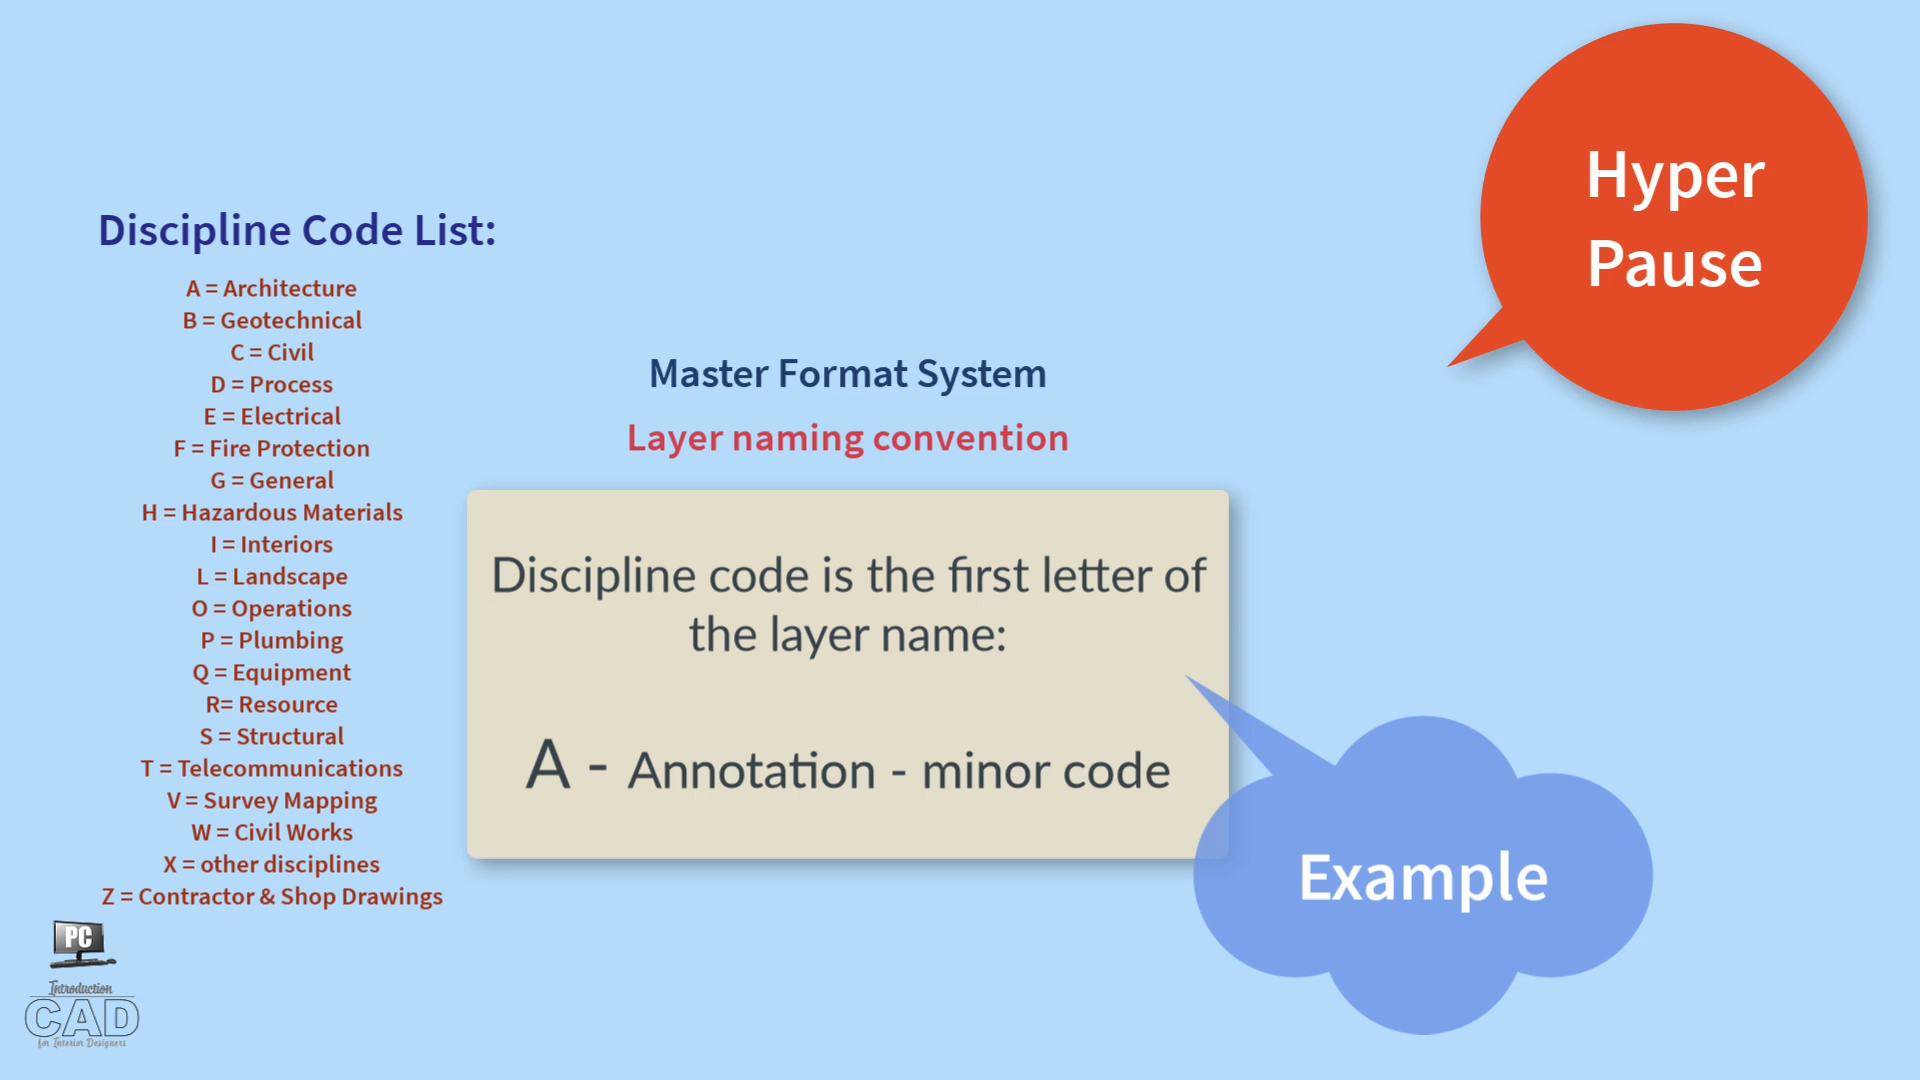 Hyper
Pause
Discipline Code List:
A = Architecture
B = Geotechnical
C = Civil
D = Process
E = Electrical
F = Fire Protection
G = General
H = Hazardous Materials
I = Interiors
L = Landscape
O = Operations
P = Plumbing
Q = Equipment
R= Resource
S = Structural
T = Telecommunications
V = Survey Mapping
W = Civil Works
X = other disciplines
Z = Contractor & Shop Drawings
Master Format System
Layer naming convention
Discipline code is the first letter of
the layer name:
A - Annotation - minor code
Example
PC
Introduction
CAD
for Interior Designers